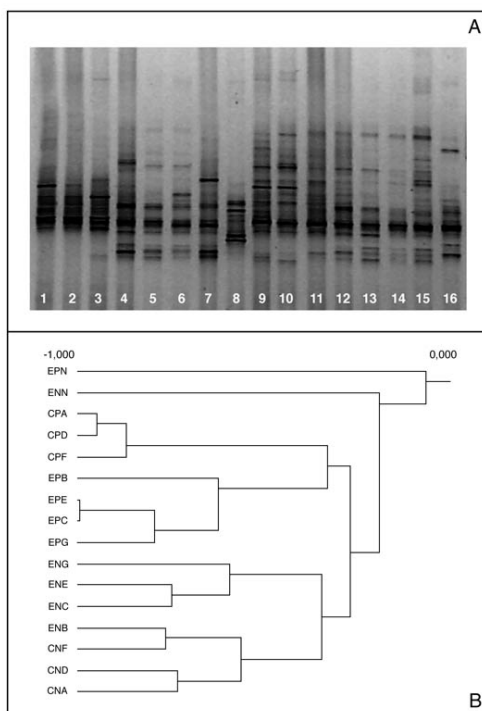 A
1 2 3 4 5 6 7 8 9 10 11 12 13 14 15 16
-1,000 0,000
EPN
ENN
CPA
CPD
CPF
EPB
EPE
EPC
EPG
ENG
ENE
ENC
ENB
CNF
CND
CNA
B